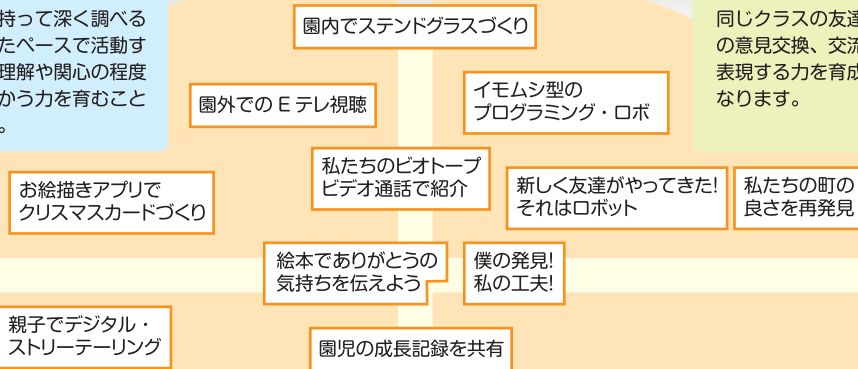 持って深く調べる
たペースで活動す
理解や関心の程度
かう力を育むこと
。
園内でステンドグラスづくり
同じクラスの友達
の意見交換、交流
表現する力を育成
なります。
園外でのEテレ視聴
イモムシ型の
プログラミング・ロボ
お絵描きアプリで
クリスマスカードづくり
私たちのビオトープ
ビデオ通話で紹介
新しく友達がやってきた!
それはロボット
私たちの町の
良さを再発見
絵本でありがとうの
気持ちを伝えよう
僕の発見!
私の工夫!
親子でデジタル・
ストーリーテーリング
園児の成長記録を共有